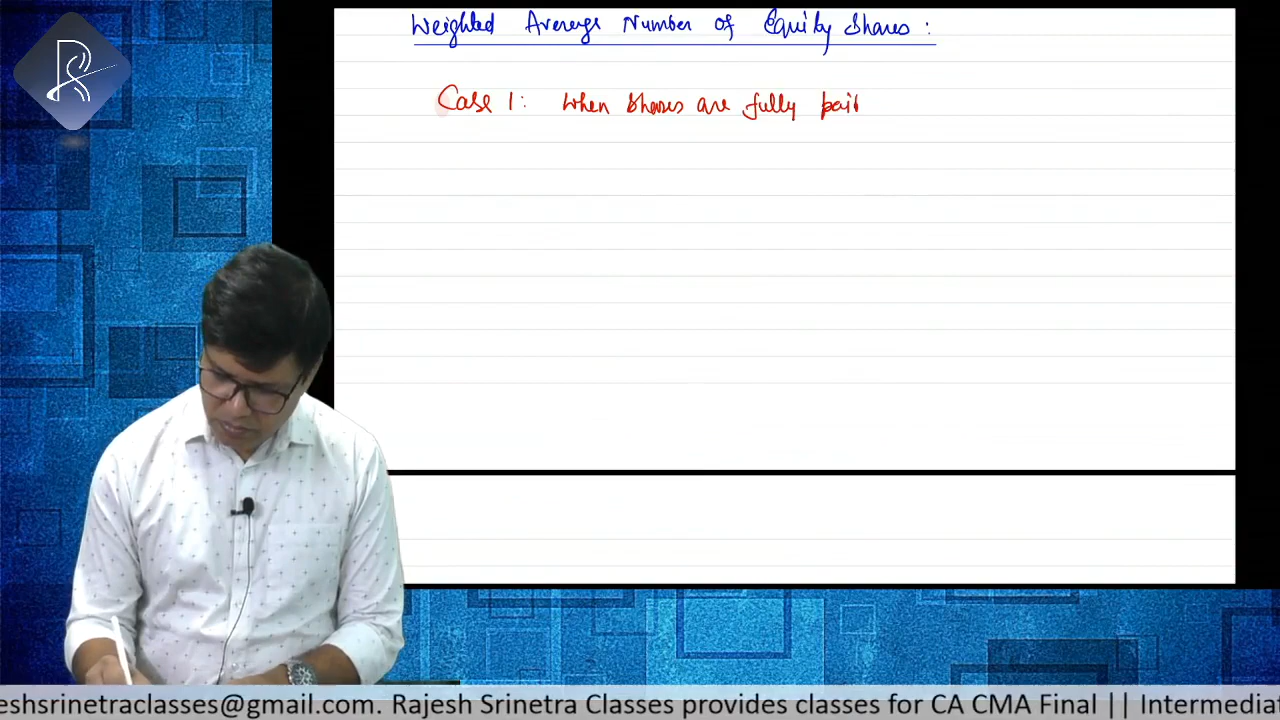 Weighted Average Number of Equity Shares :
Case 1 : When shares are fully paid
eshsrinetraclasses@gmail.com. Rajesh Srinetra Classes provides classes for CA CMA Final || Intermedia